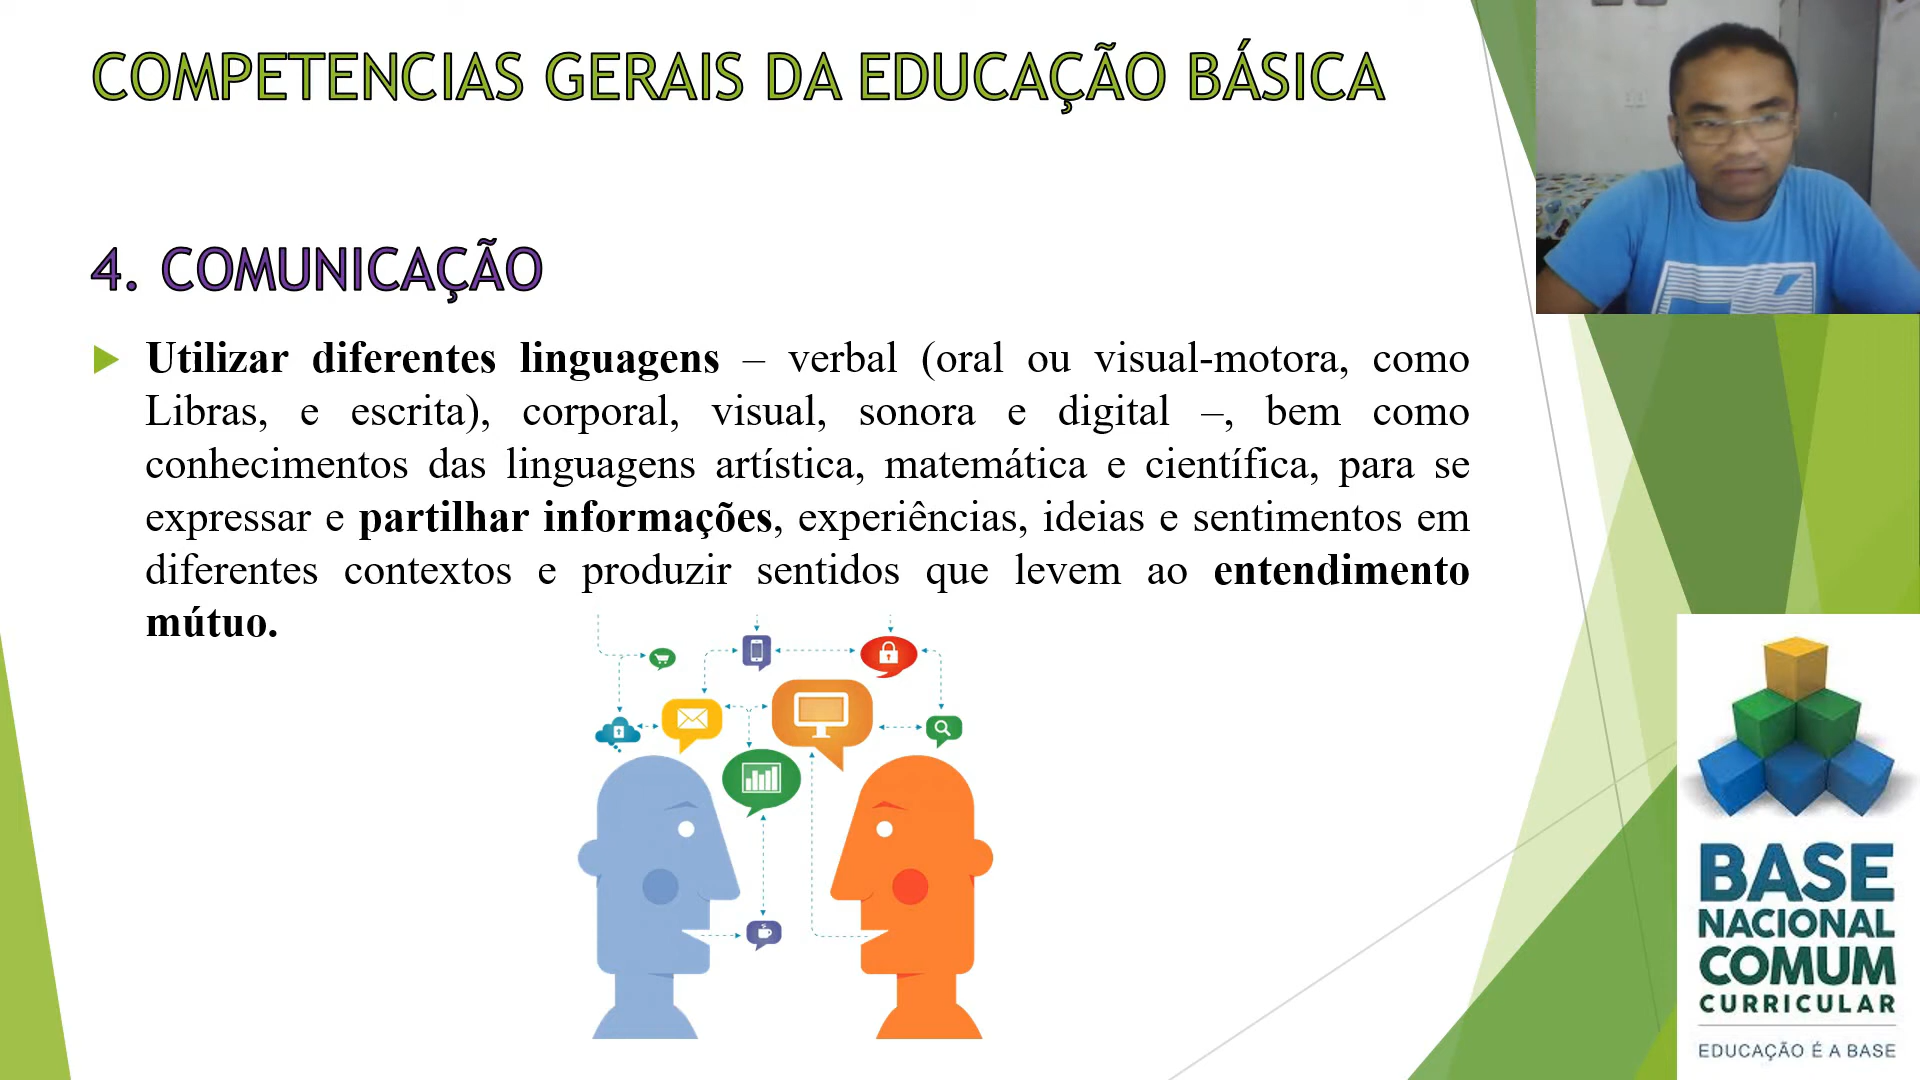 COMPETENCIAS GERAIS DA EDUCAÇÃO BÁSICA
4. COMUNICAÇÃO
Utilizar diferentes linguagens – verbal (oral ou visual-motora, como
Libras, e escrita), corporal, visual, sonora e digital –, bem como
conhecimentos das linguagens artística, matemática e científica, para se
expressar e partilhar informações, experiências, ideias e sentimentos em
diferentes contextos e produzir sentidos que levem ao entendimento
mútuo.
BASE
NACIONAL
COMUM
CURRICULAR
EDUCAÇÃO É A BASE